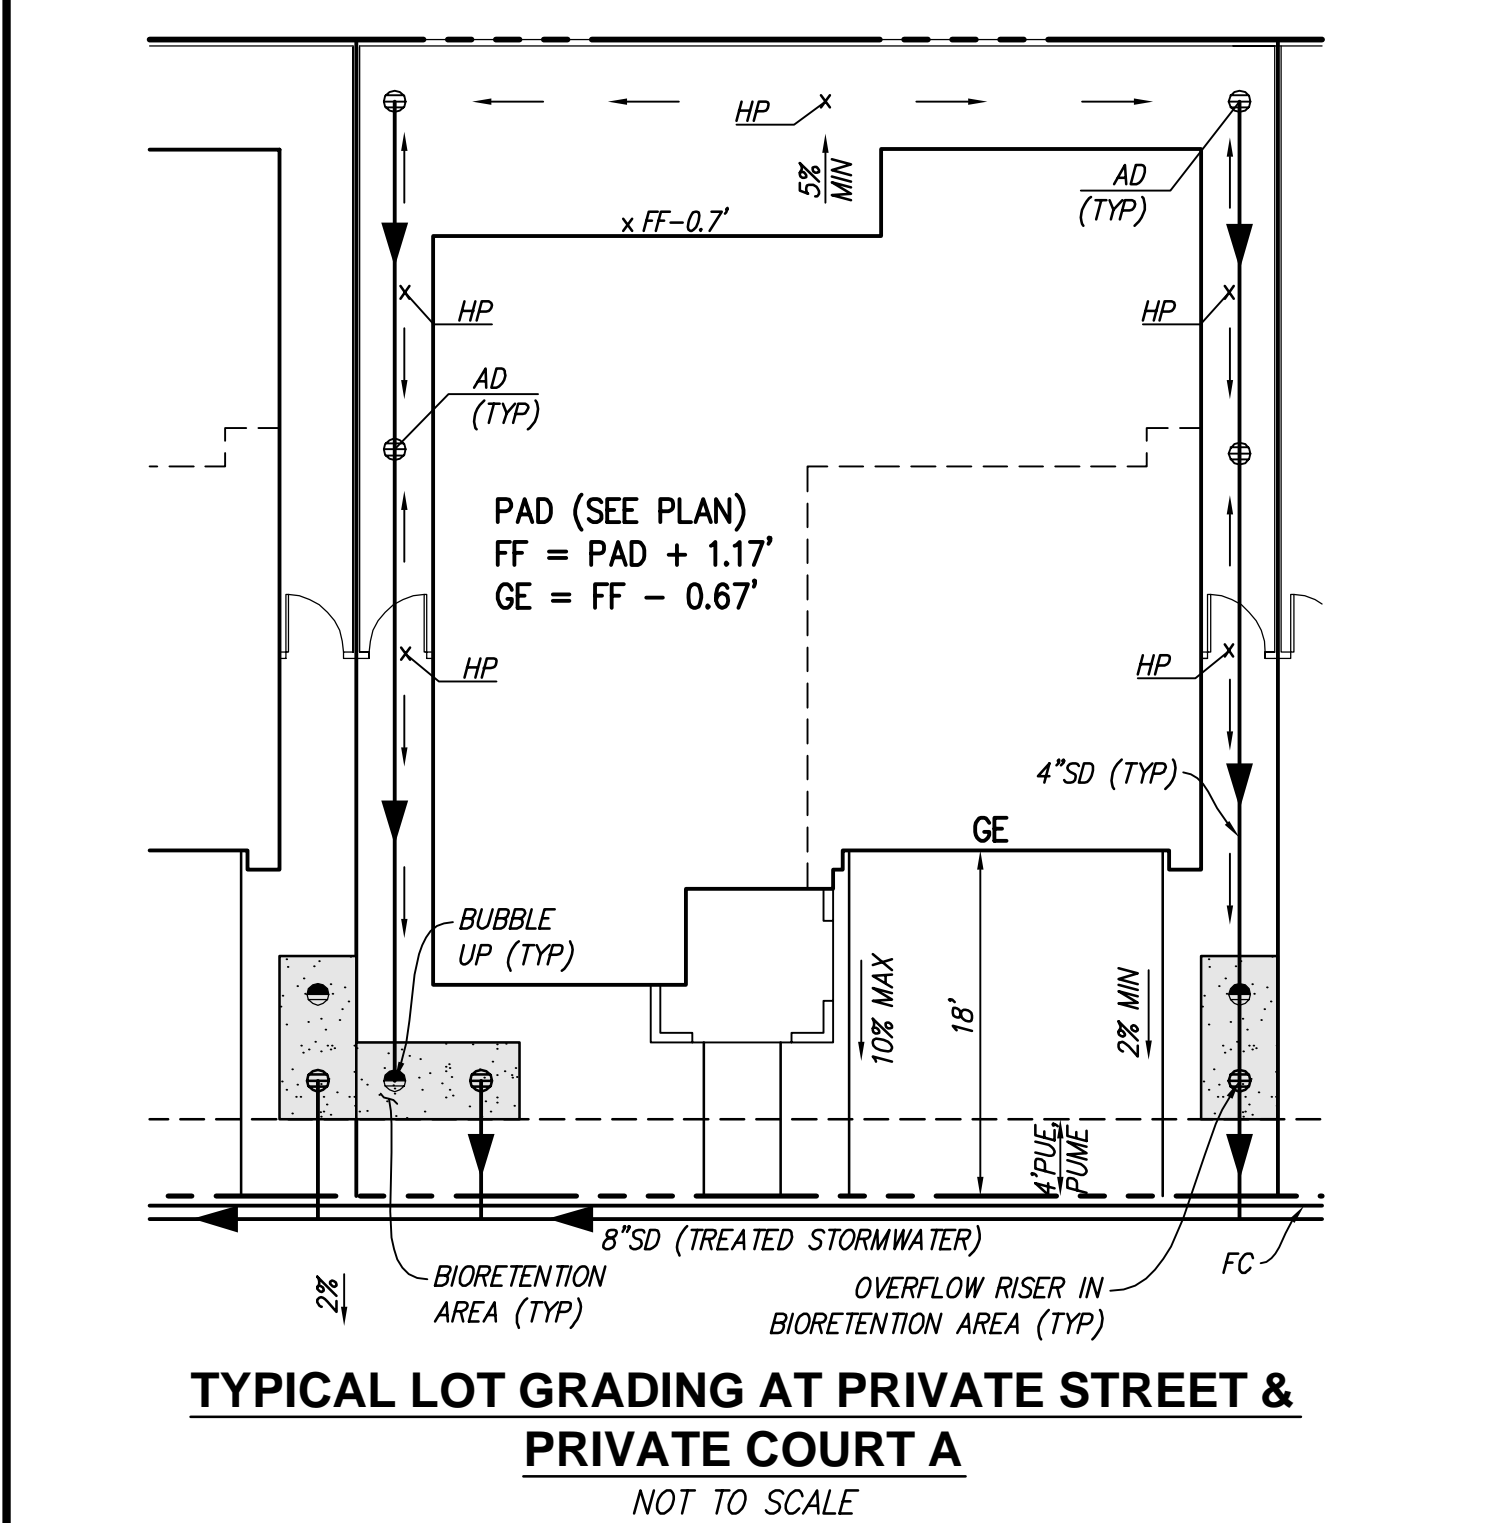 HP
5%
MIN
AD
(TYP)
x FF-0.7'
HP
HP
AD
(TYP)
PAD (SEE PLAN)
FF = PAD + 1.17'
GE = FF - 0.67'
HP
HP
4"SD (TYP)
GE
BUBBLE
UP (TYP)
10% MAX
18'
2% MIN
4'PUE,
PUME
8"SD (TREATED STORMWATER)
FC
2%
BIORETENTION
AREA (TYP)
OVERFLOW RISER IN
BIORETENTION AREA (TYP)
TYPICAL LOT GRADING AT PRIVATE STREET &
PRIVATE COURT A
NOT TO SCALE